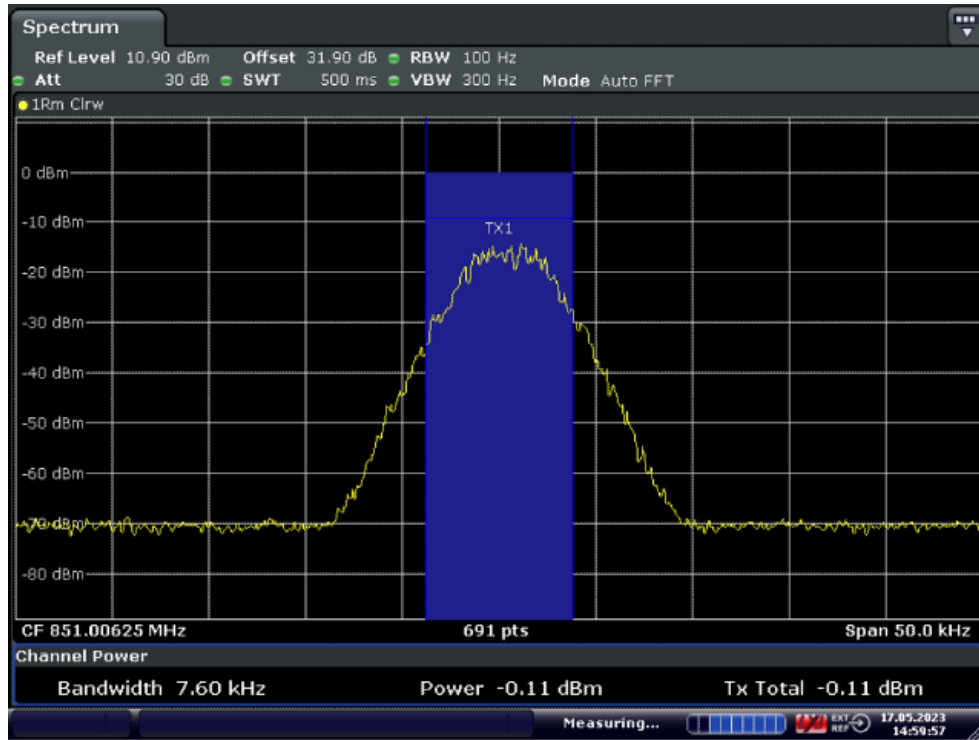 Spectrum
Ref Level 10.90 dBm Offset 31.90 dB RBW 100 Hz
Att 30 dB SWT 500 ms VBW 300 Hz Mode Auto FFT
1Rm Clrw
0 dBm
-10 dBm
TX1
-20 dBm
-30 dBm
-40 dBm
-50 dBm
-60 dBm
-70 dBm
-80 dBm
CF 851.00625 MHz 691 pts Span 50.0 kHz
Channel Power
Bandwidth 7.60 kHz Power -0.11 dBm Tx Total -0.11 dBm
Measuring... EXT REF 17.05.2023
14:59:57